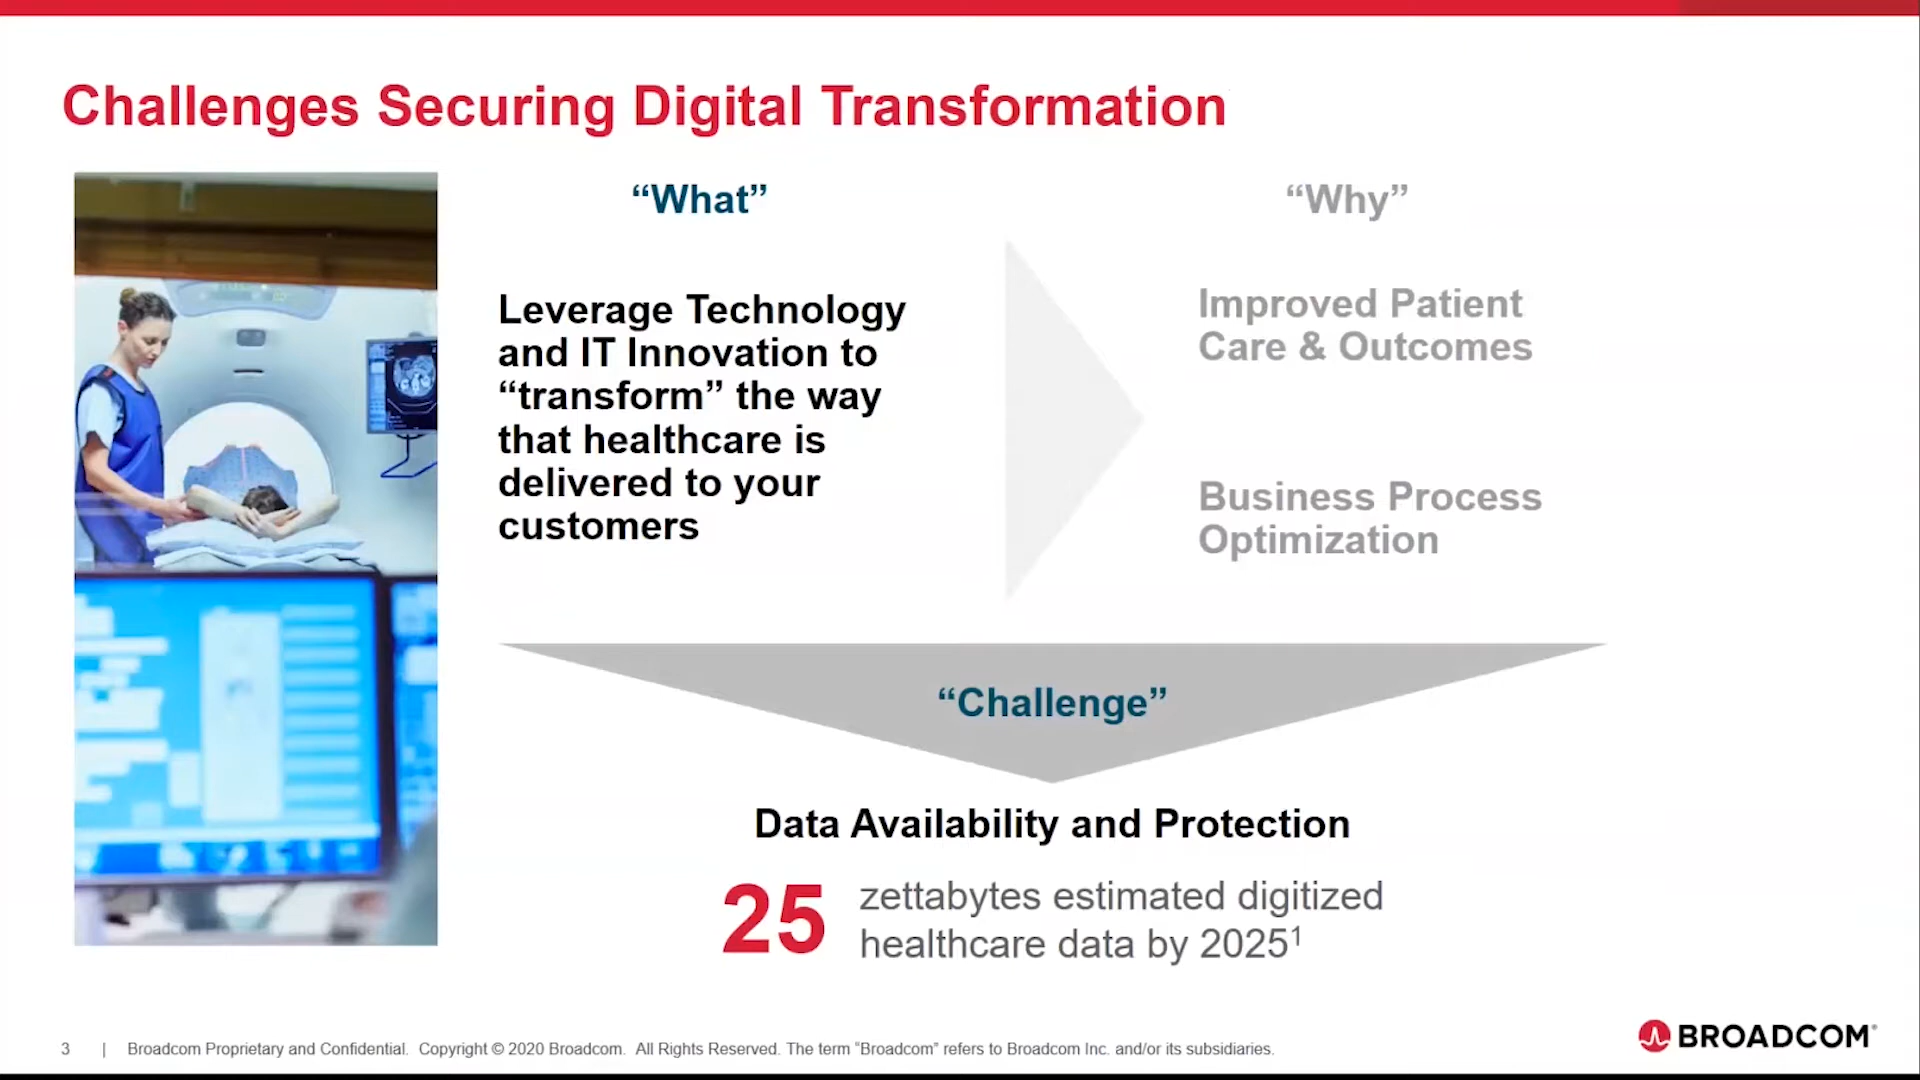 Challenges Securing Digital Transformation
“What”
Leverage Technology
and IT Innovation to
“transform” the way
that healthcare is
delivered to your
customers
“Why”
Improved Patient
Care & Outcomes
Business Process
Optimization
“Challenge”
Data Availability and Protection
25
zettabytes estimated digitized
healthcare data by 2025¹
3 | Broadcom Proprietary and Confidential. Copyright © 2020 Broadcom. All Rights Reserved. The term “Broadcom” refers to Broadcom Inc. and/or its subsidiaries.
BROADCOM®